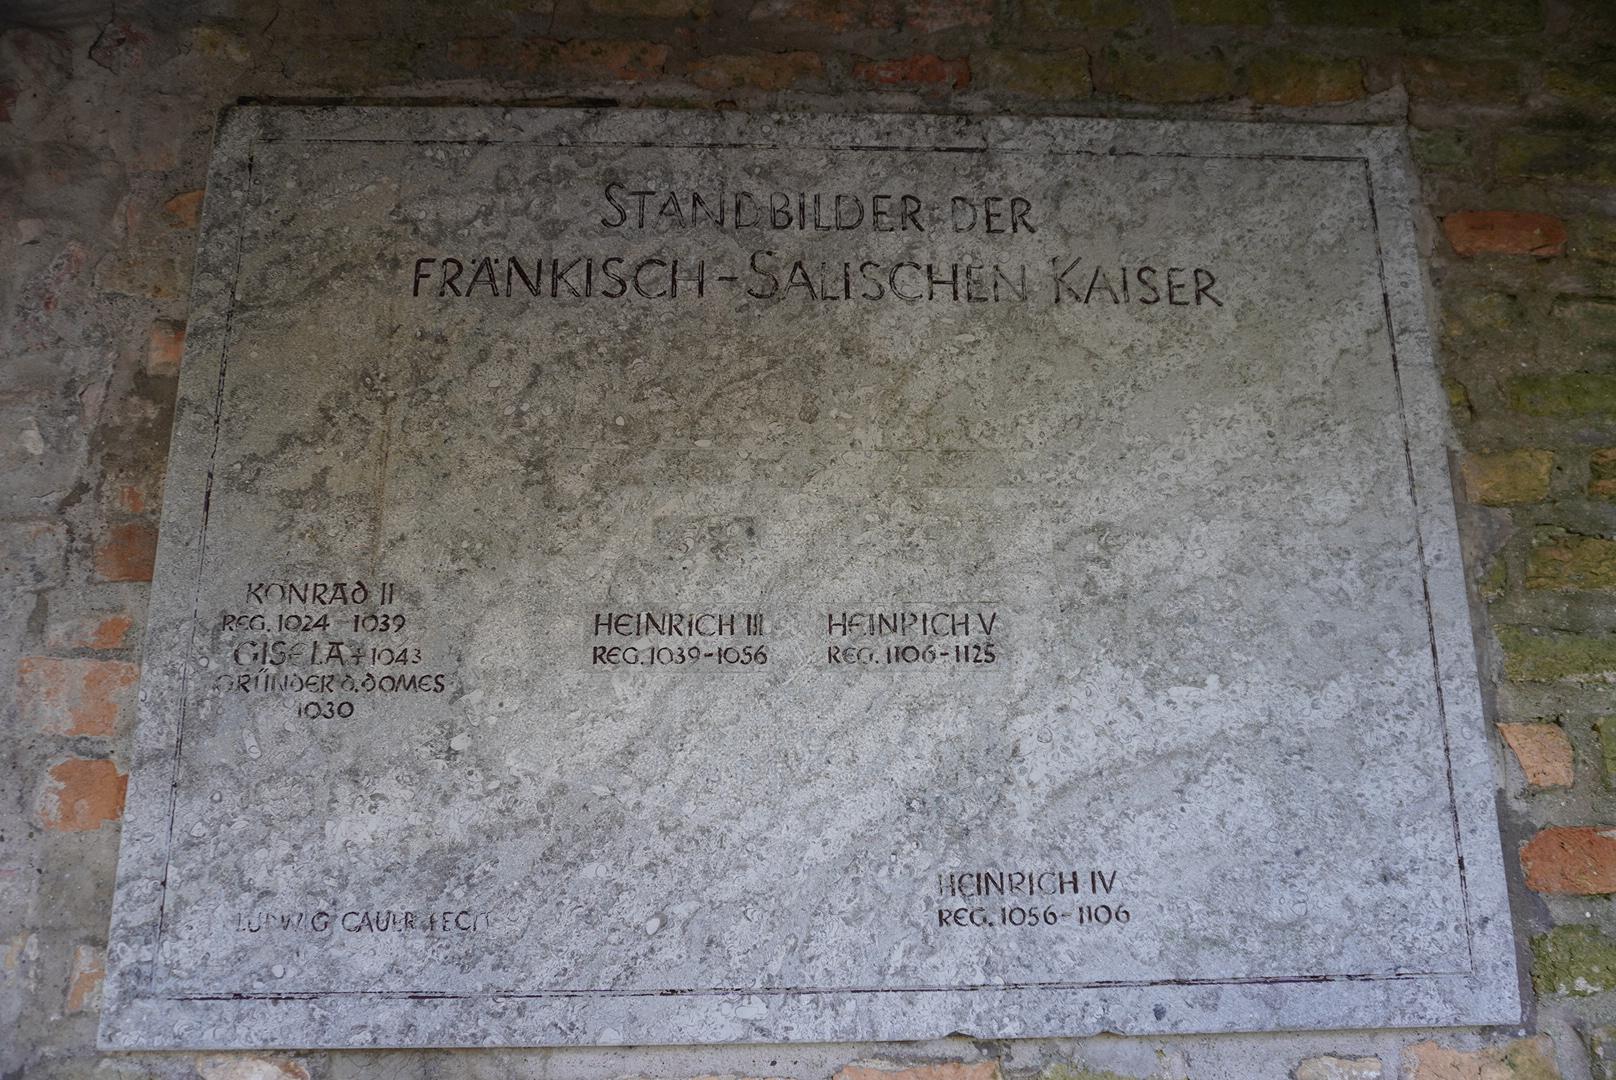 STANDBILDER DER
FRÄNKISCH-SALISCHEN KAISER
KONRAD II
REG. 1024-1039
GISELA + 1043
GRÜNDER D. DOMES
1030
HEINRICH III
REG. 1039-1056
HEINRICH V
REG. 1106-1125
HEINRICH IV
REG. 1056-1106
LUDWIG CAUER FECIT